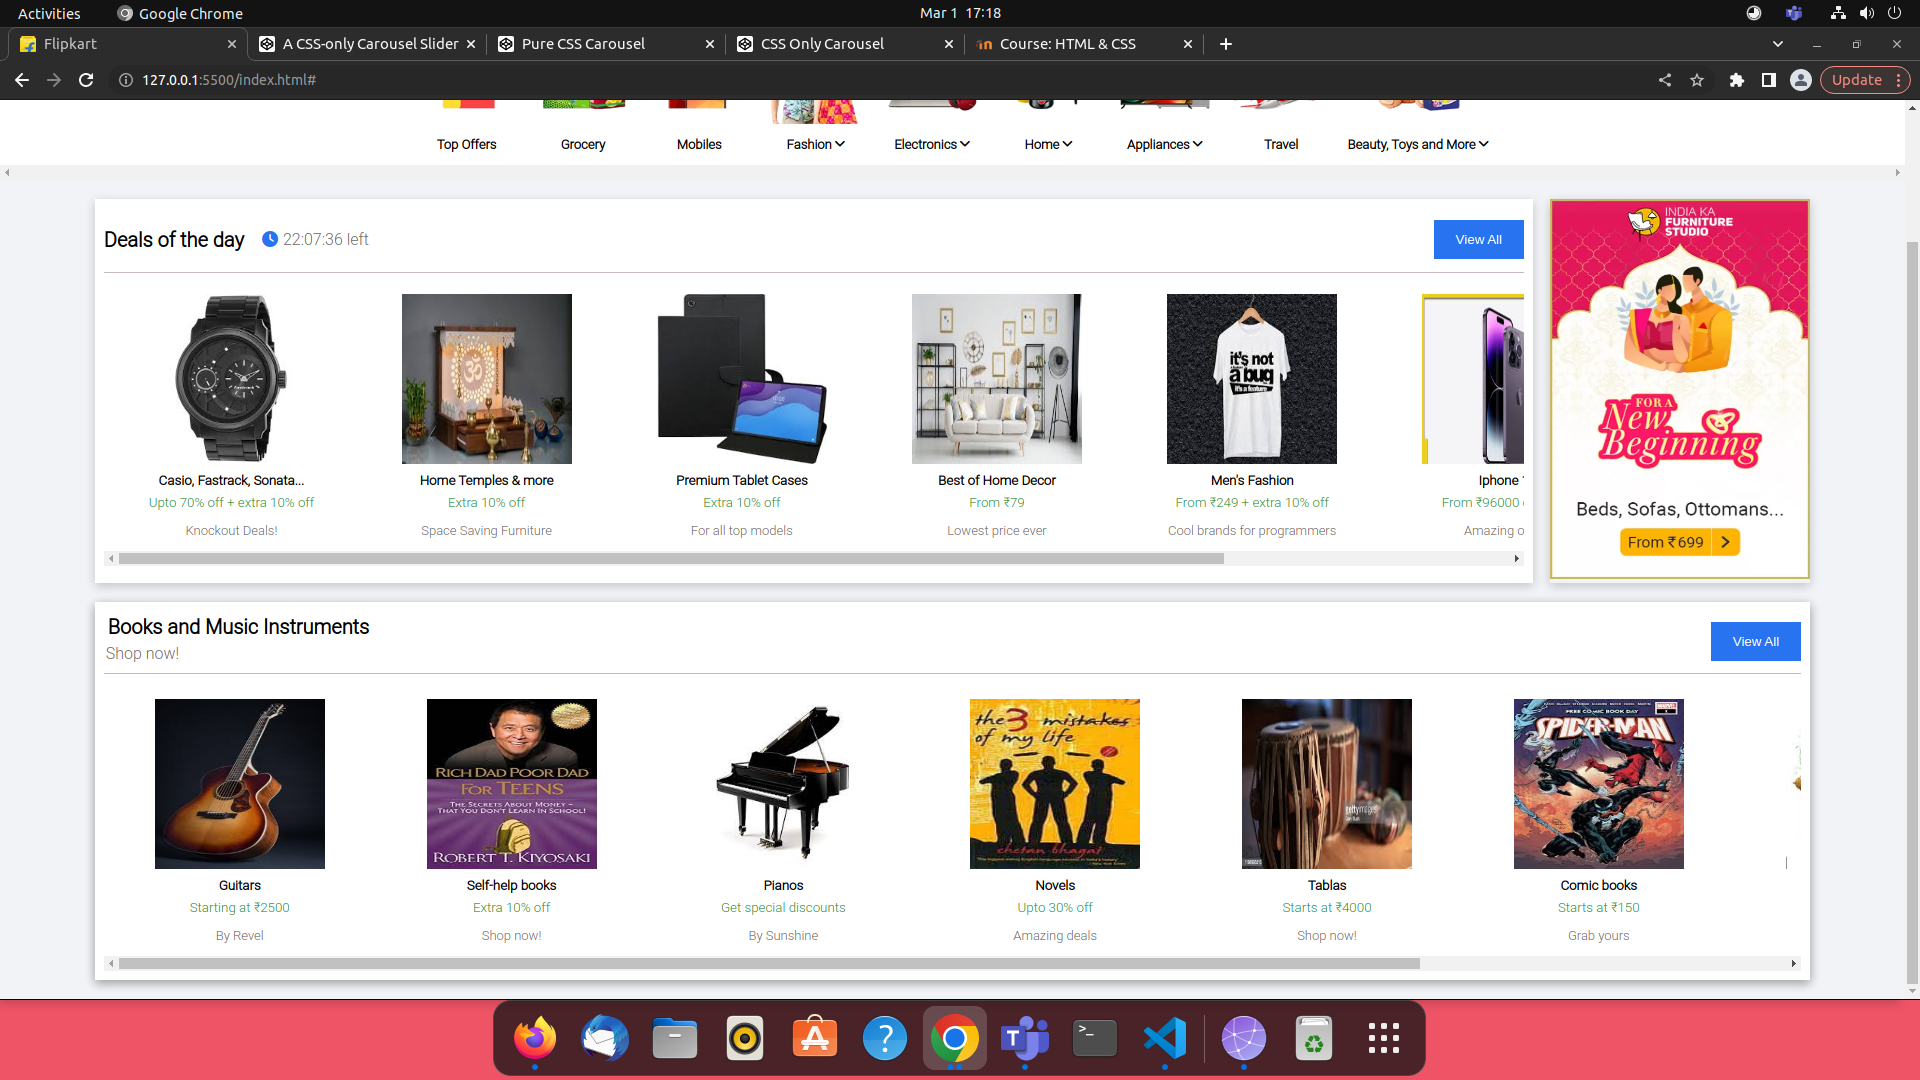 Activities
Google Chrome
Mar 1 17:18
Flipkart
A CSS-only Carousel Slider
Pure CSS Carousel
CSS Only Carousel
Course: HTML & CSS
127.0.0.1:5500/index.html#
Update
Top Offers
Grocery
Mobiles
Fashion
Electronics
Home
Appliances
Travel
Beauty, Toys and More
Deals of the day
22:07:36 left
View All
it's not
a bug
it's a feature
Casio, Fastrack, Sonata...
Home Temples & more
Premium Tablet Cases
Best of Home Decor
Men's Fashion
Iphone
Upto 70% off + extra 10% off
Extra 10% off
Extra 10% off
From ₹79
From ₹249 + extra 10% off
From ₹96000
Knockout Deals!
Space Saving Furniture
For all top models
Lowest price ever
Cool brands for programmers
Amazing o
INDIA KA
FURNITURE
STUDIO
FOR A
New
Beginning
Beds, Sofas, Ottomans...
From ₹699
Books and Music Instruments
Shop now!
View All
RICH DAD POOR DAD
FOR TEENS
THE SECRETS ABOUT MONEY –
THAT YOU DON'T LEARN IN SCHOOL!
ROBERT T. KIYOSAKI
the 3 mistakes
of my life
chetan bhagat
gettyimages
FREE COMIC BOOK DAY
SPIDER-MAN
Guitars
Self-help books
Pianos
Novels
Tablas
Comic books
Starting at ₹2500
Extra 10% off
Get special discounts
Upto 30% off
Starts at ₹4000
Starts at ₹150
By Revel
Shop now!
By Sunshine
Amazing deals
Shop now!
Grab yours